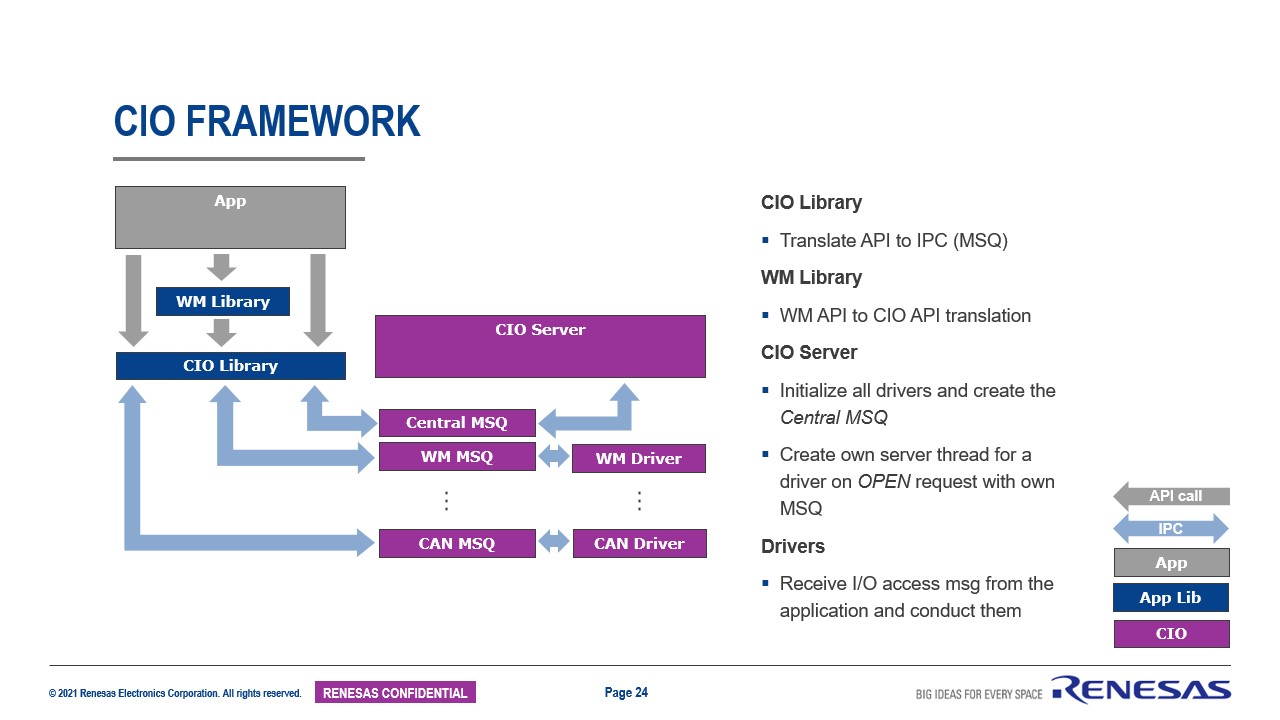 CIO FRAMEWORK
App
WM Library
CIO Library
CIO Server
Central MSQ
WM MSQ
WM Driver
⋮
⋮
CAN MSQ
CAN Driver
CIO Library
▪ Translate API to IPC (MSQ)
WM Library
▪ WM API to CIO API translation
CIO Server
▪ Initialize all drivers and create the
Central MSQ
▪ Create own server thread for a
driver on OPEN request with own
MSQ
Drivers
▪ Receive I/O access msg from the
application and conduct them
API call
IPC
App
App Lib
CIO
© 2021 Renesas Electronics Corporation. All rights reserved.
RENESAS CONFIDENTIAL
Page 24
BIG IDEAS FOR EVERY SPACE
RENESAS